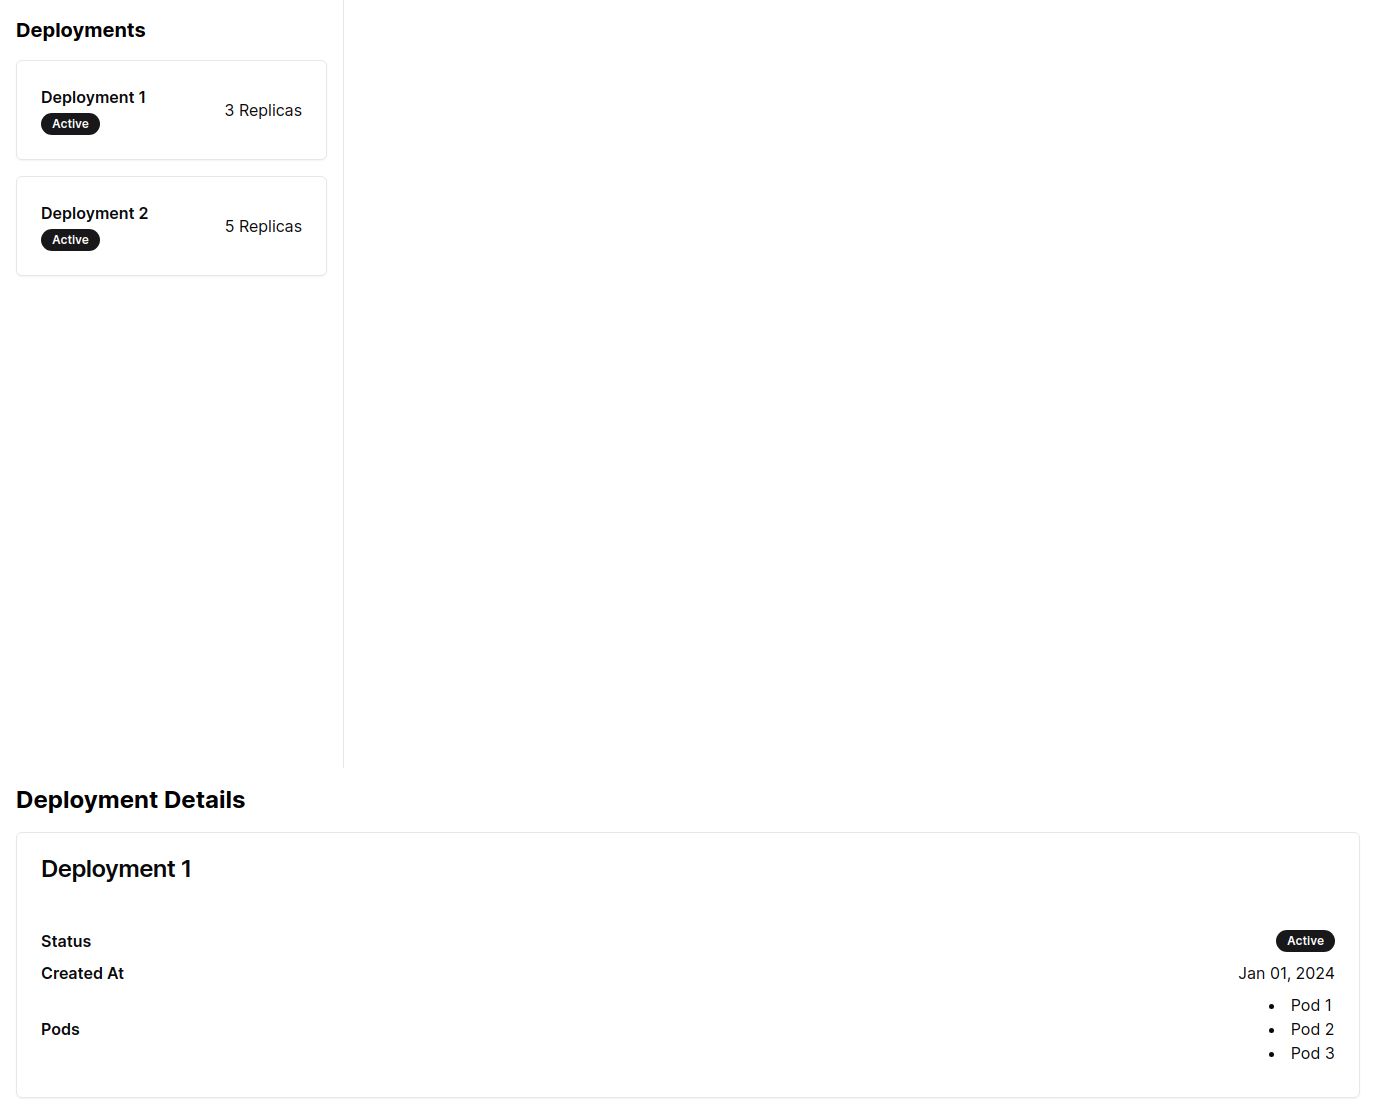 Deployments
Deployment 1
Active
3 Replicas
Deployment 2
Active
5 Replicas
Deployment Details
Deployment 1
Status
Active
Created At
Jan 01, 2024
Pods
• Pod 1
• Pod 2
• Pod 3